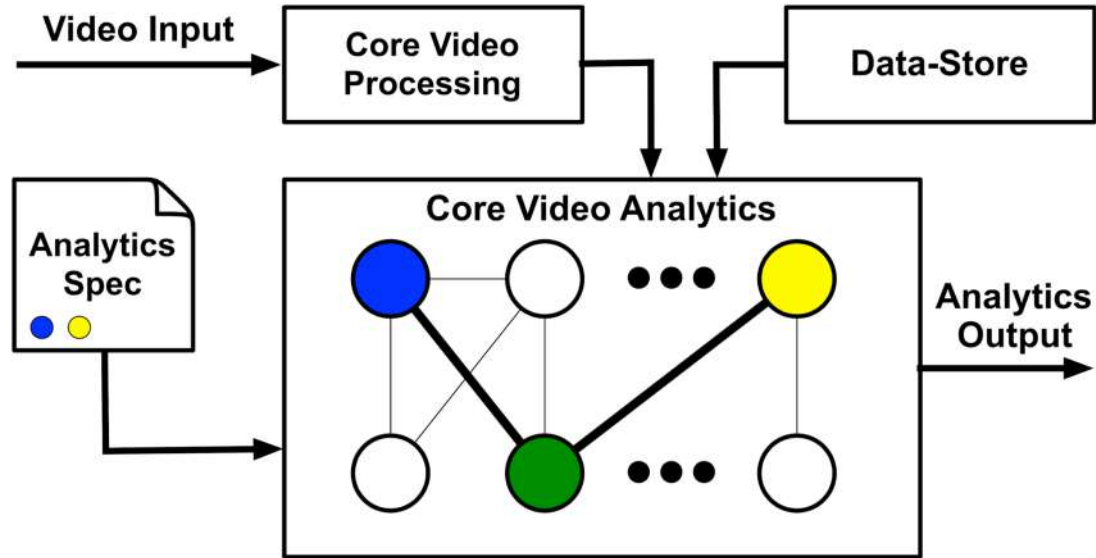 Video Input
Core Video
Processing
Data-Store
Analytics
Spec
Core Video Analytics
Analytics
Output